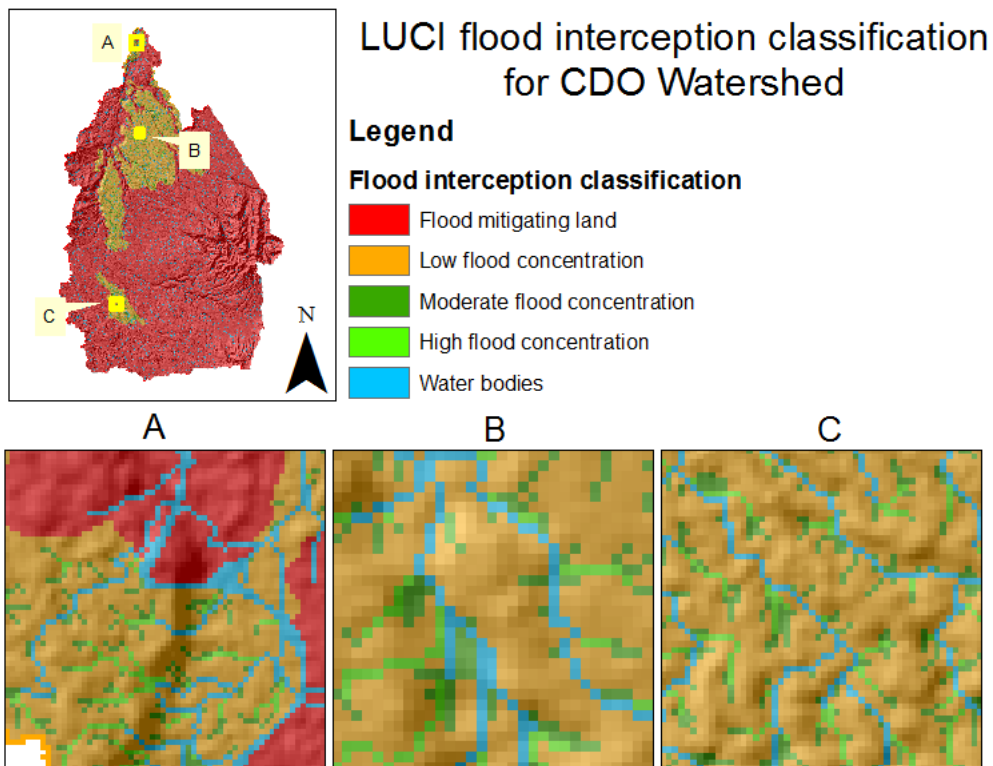 LUCI flood interception classification
for CDO Watershed
A
B
C
N
Legend
Flood interception classification
Flood mitigating land
Low flood concentration
Moderate flood concentration
High flood concentration
Water bodies
A
B
C